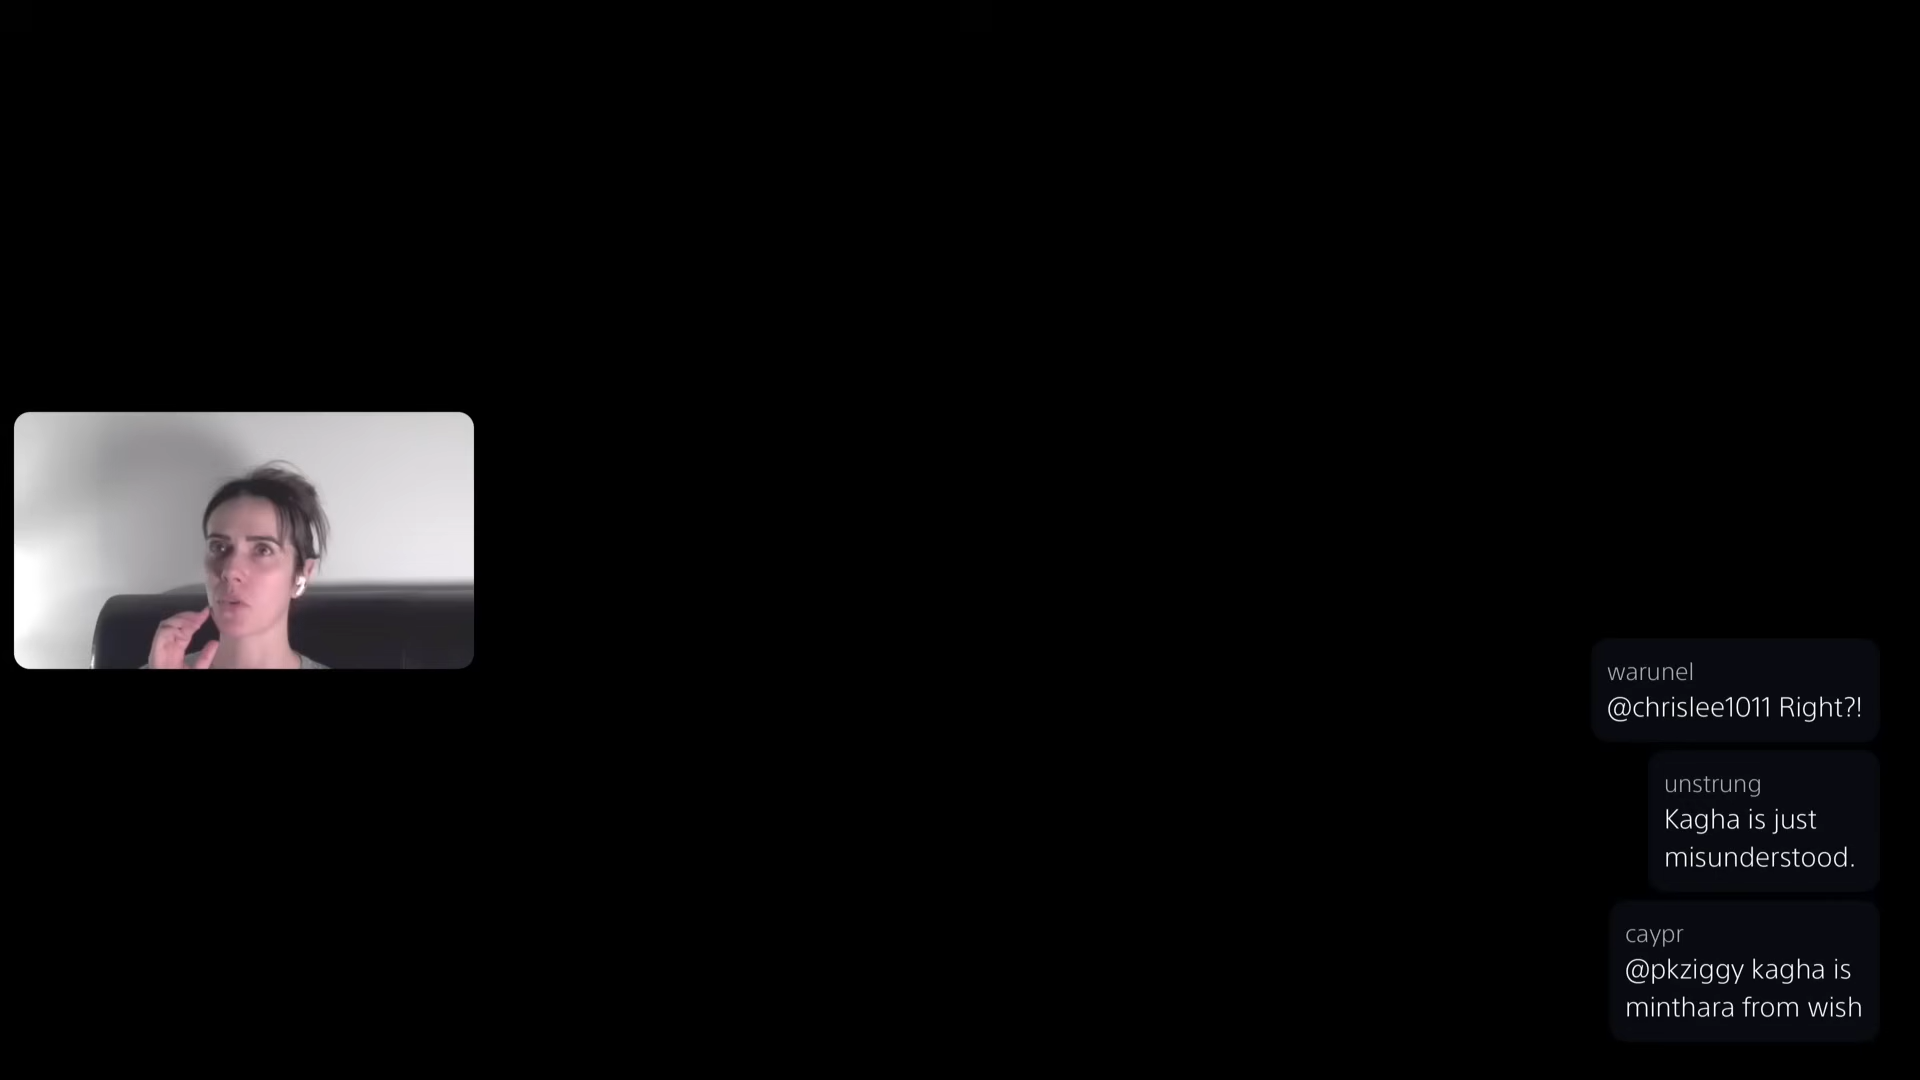 warunel
@chrislee1011 Right?!
unstrung
Kagha is just
misunderstood.
caypr
@pkziggy kagha is
minthara from wish